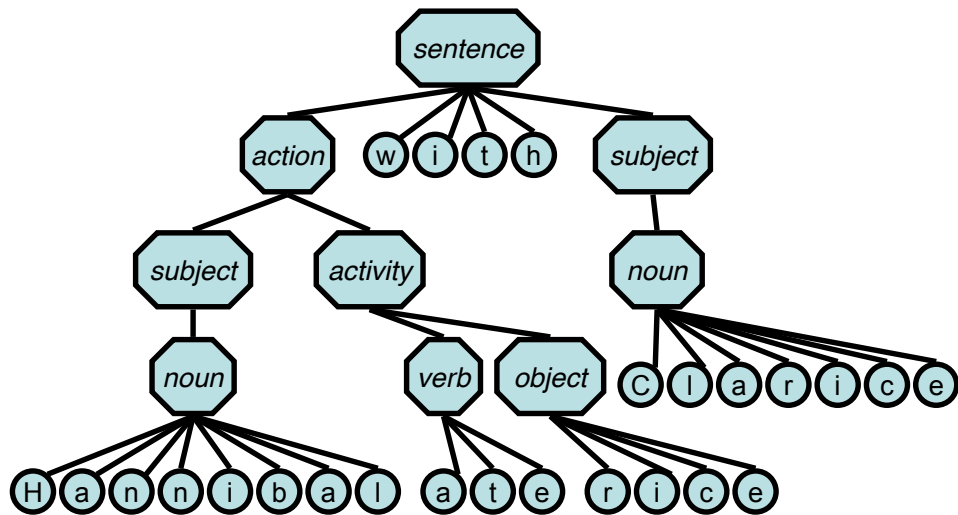 sentence
action w i t h subject
subject activity noun
noun verb object C l a r i c e
H a n n i b a l a t e r i c e